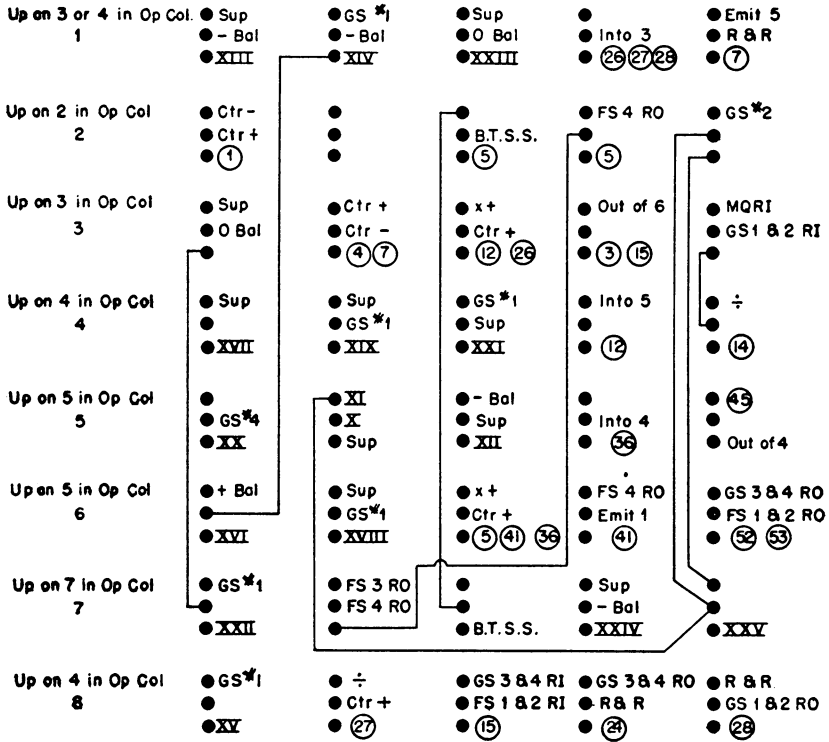 Up on 3 or 4 in Op Col. Sup GS #1 Sup Emit 5
1 - Bal - Bal 0 Bal Into 3 R & R
XIII XIV XXIII 26 27 28 7
Up on 2 in Op Col Ctr- FS 4 RO GS #2
2 Ctr+ B.T.S.S.
1 5 5
Up on 3 in Op Col Sup Ctr + x+ Out of 6 MQRI
3 0 Bal Ctr - Ctr + GS1 & 2 RI
4 7 12 26 3 15
Up on 4 in Op Col Sup Sup GS #1 Into 5 ÷
4 GS #1 Sup
XVII XIX XXI 12 14
Up on 5 in Op Col XI - Bal 45
5 GS #4 X Sup Into 4
XX Sup XII 36 Out of 4
Up on 5 in Op Col + Bal Sup x+ FS 4 RO GS 3 & 4 RO
6 GS #1 Ctr + Emit 1 FS 1 & 2 RO
XVI XVIII 5 41 36 41 52 53
Up on 7 in Op Col GS #1 FS 3 RO Sup
7 FS 4 RO - Bal
XXII B.T.S.S. XXIV XXV
Up on 4 in Op Col GS #1 ÷ GS 3 & 4 RI GS 3 & 4 RO R & R
8 Ctr + FS 1 & 2 RI R & R GS 1 & 2 RO
XV 27 15 24 28